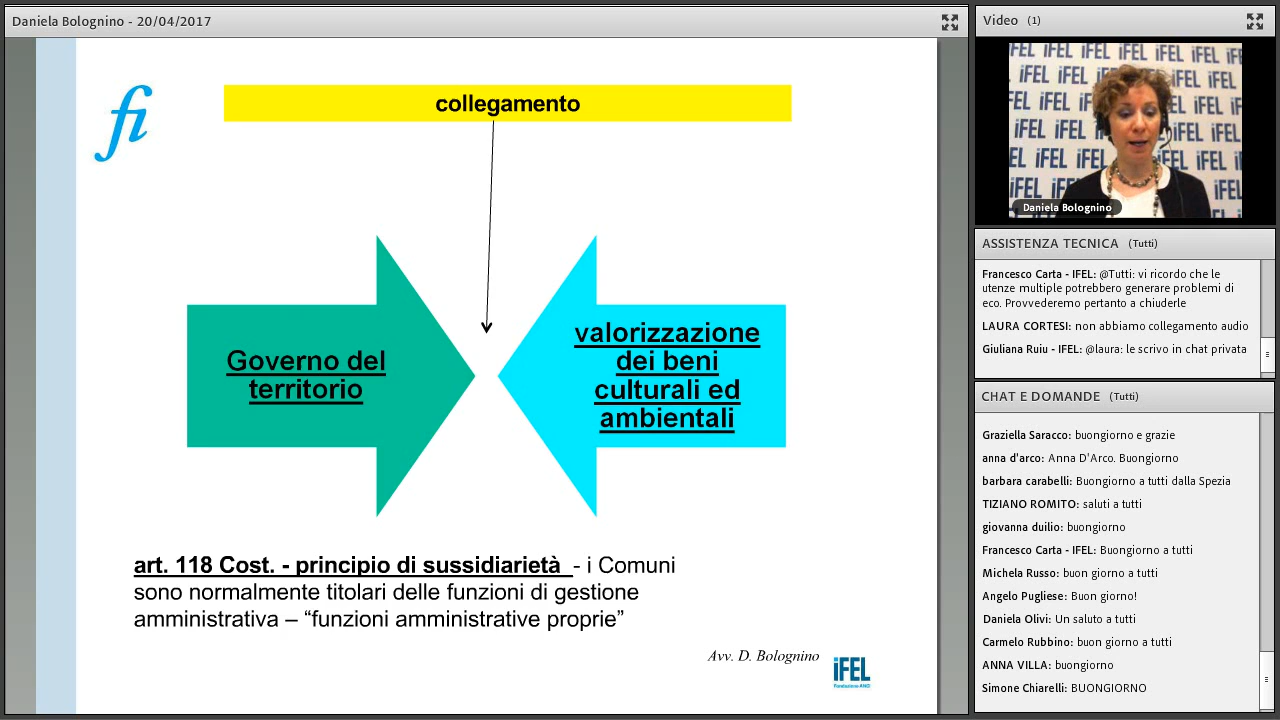 Daniela Bolognino - 20/04/2017
fi
collegamento
Governo del
territorio
valorizzazione
dei beni
culturali ed
ambientali
art. 118 Cost. - principio di sussidiarietà - i Comuni
sono normalmente titolari delle funzioni di gestione
amministrativa – “funzioni amministrative proprie”
Avv. D. Bolognino
iFEL
Fondazione ANCI
Video (1)
iFEL iFEL iFEL
Daniela Bolognino
ASSISTENZA TECNICA (Tutti)
Francesco Carta - IFEL: @Tutti: vi ricordo che le
utenze multiple potrebbero generare problemi di
eco. Provvederemo pertanto a chiuderle
LAURA CORTESI: non abbiamo collegamento audio
Giuliana Ruiu - IFEL: @laura: le scrivo in chat privata
CHAT E DOMANDE (Tutti)
Graziella Saracco: buongiorno e grazie
anna d'arco: Anna D'Arco. Buongiorno
barbara carabelli: Buongiorno a tutti dalla Spezia
TIZIANO ROMITO: saluti a tutti
giovanna duilio: buongiorno
Francesco Carta - IFEL: Buongiorno a tutti
Michela Russo: buon giorno a tutti
Angelo Pugliese: Buon giorno!
Daniela Olivi: Un saluto a tutti
Carmelo Rubbino: buon giorno a tutti
ANNA VILLA: buongiorno
Simone Chiarelli: BUONGIORNO